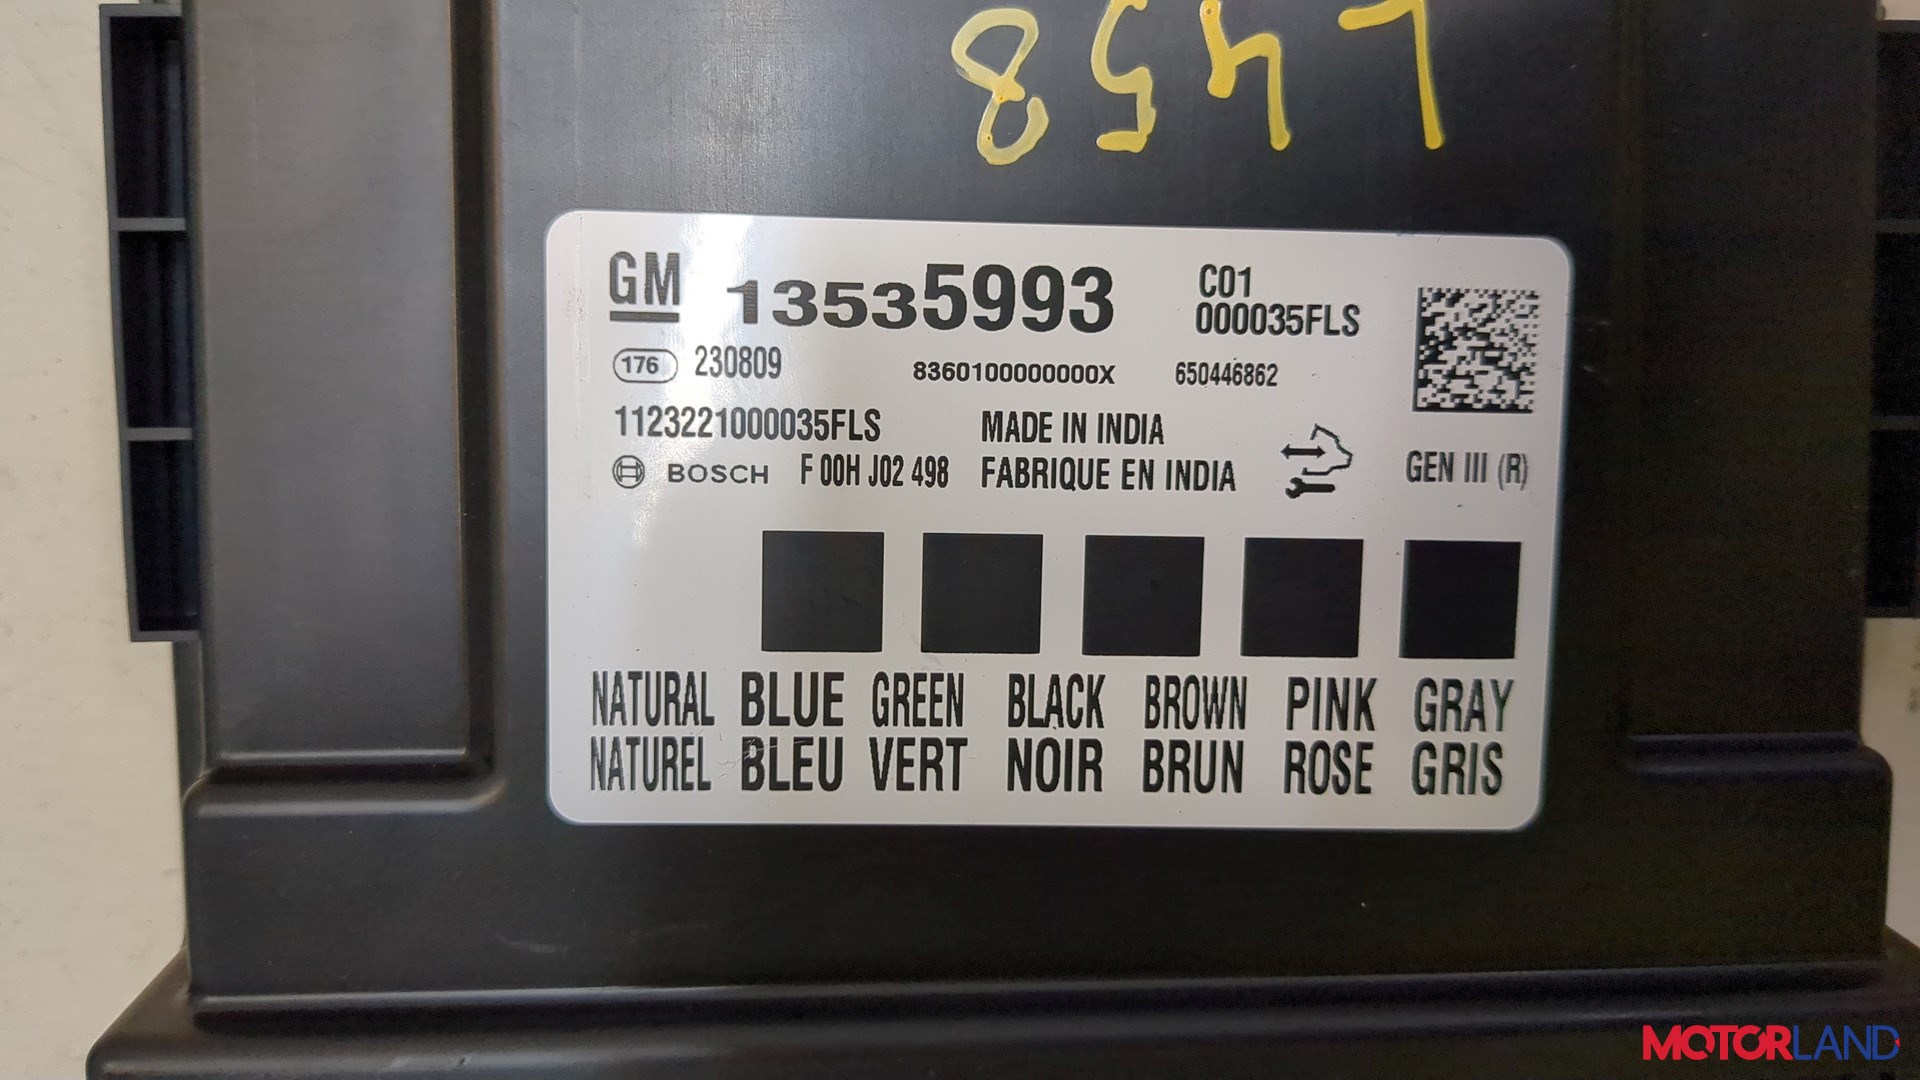 L458
GM 13535993 C01
000035FLS
176 230809 8360100000000X 650446862
1123221000035FLS MADE IN INDIA
BOSCH F 00H J02 498 FABRIQUE EN INDIA GEN III (R)
NATURAL BLUE GREEN BLACK BROWN PINK GRAY
NATUREL BLEU VERT NOIR BRUN ROSE GRIS
MOTORLAND